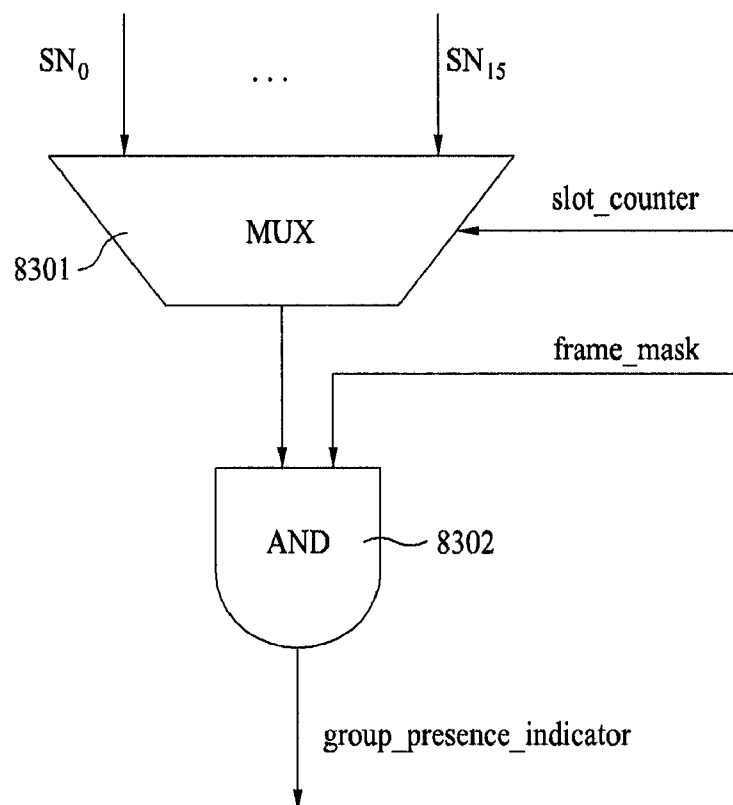 SN₀ ... SN₁₅
slot_counter
MUX
8301
frame_mask
AND
8302
group_presence_indicator